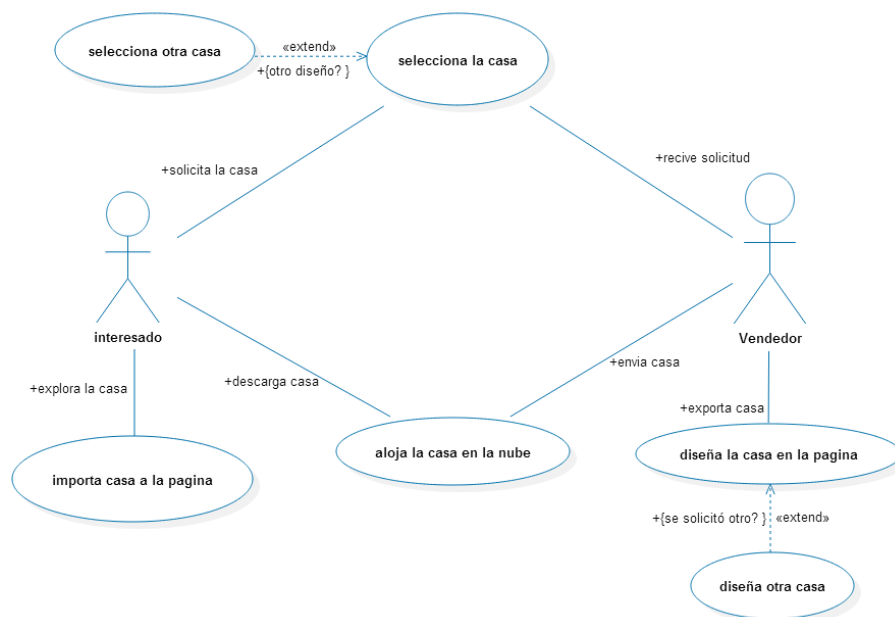 selecciona otra casa
«extend»
+{otro diseño? }
selecciona la casa
+solicita la casa
+recive solicitud
interesado
Vendedor
+explora la casa
+descarga casa
+envia casa
+exporta casa
importa casa a la pagina
aloja la casa en la nube
diseña la casa en la pagina
+{se solicitó otro? }
«extend»
diseña otra casa